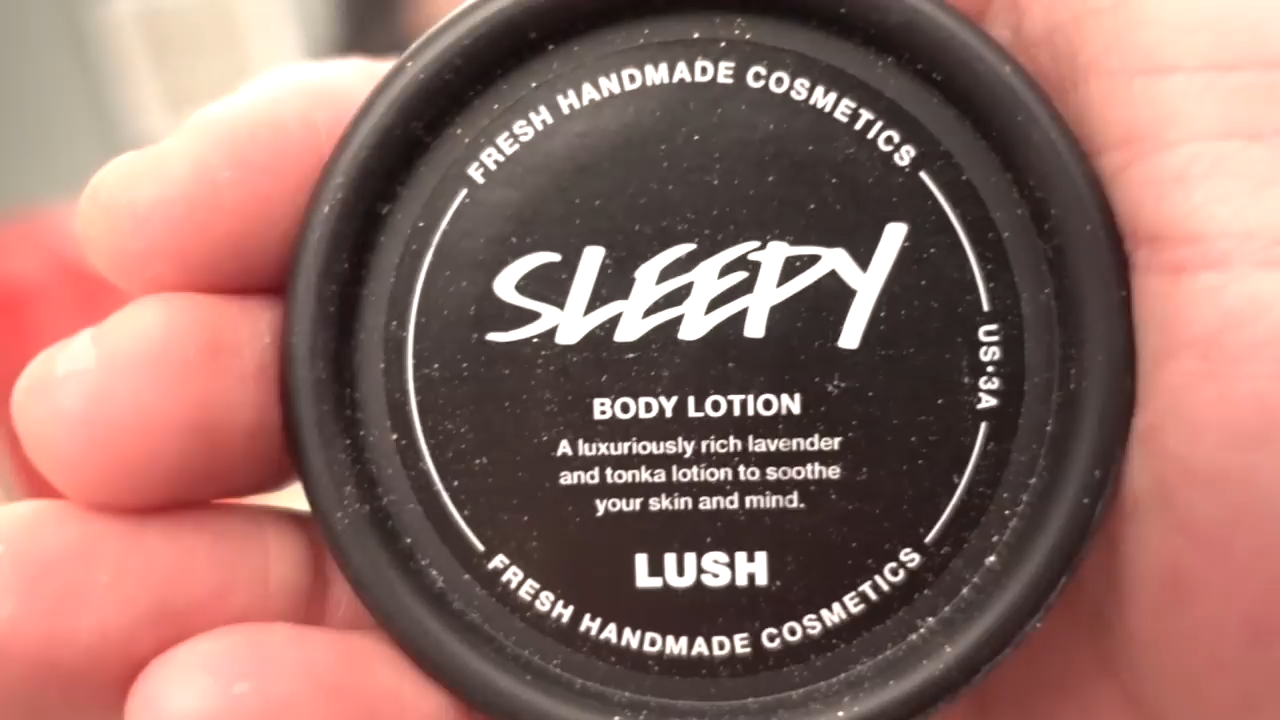 FRESH HANDMADE COSMETICS
SLEEPY
US•3A
BODY LOTION
A luxuriously rich lavender
and tonka lotion to soothe
your skin and mind.
LUSH
FRESH HANDMADE COSMETICS